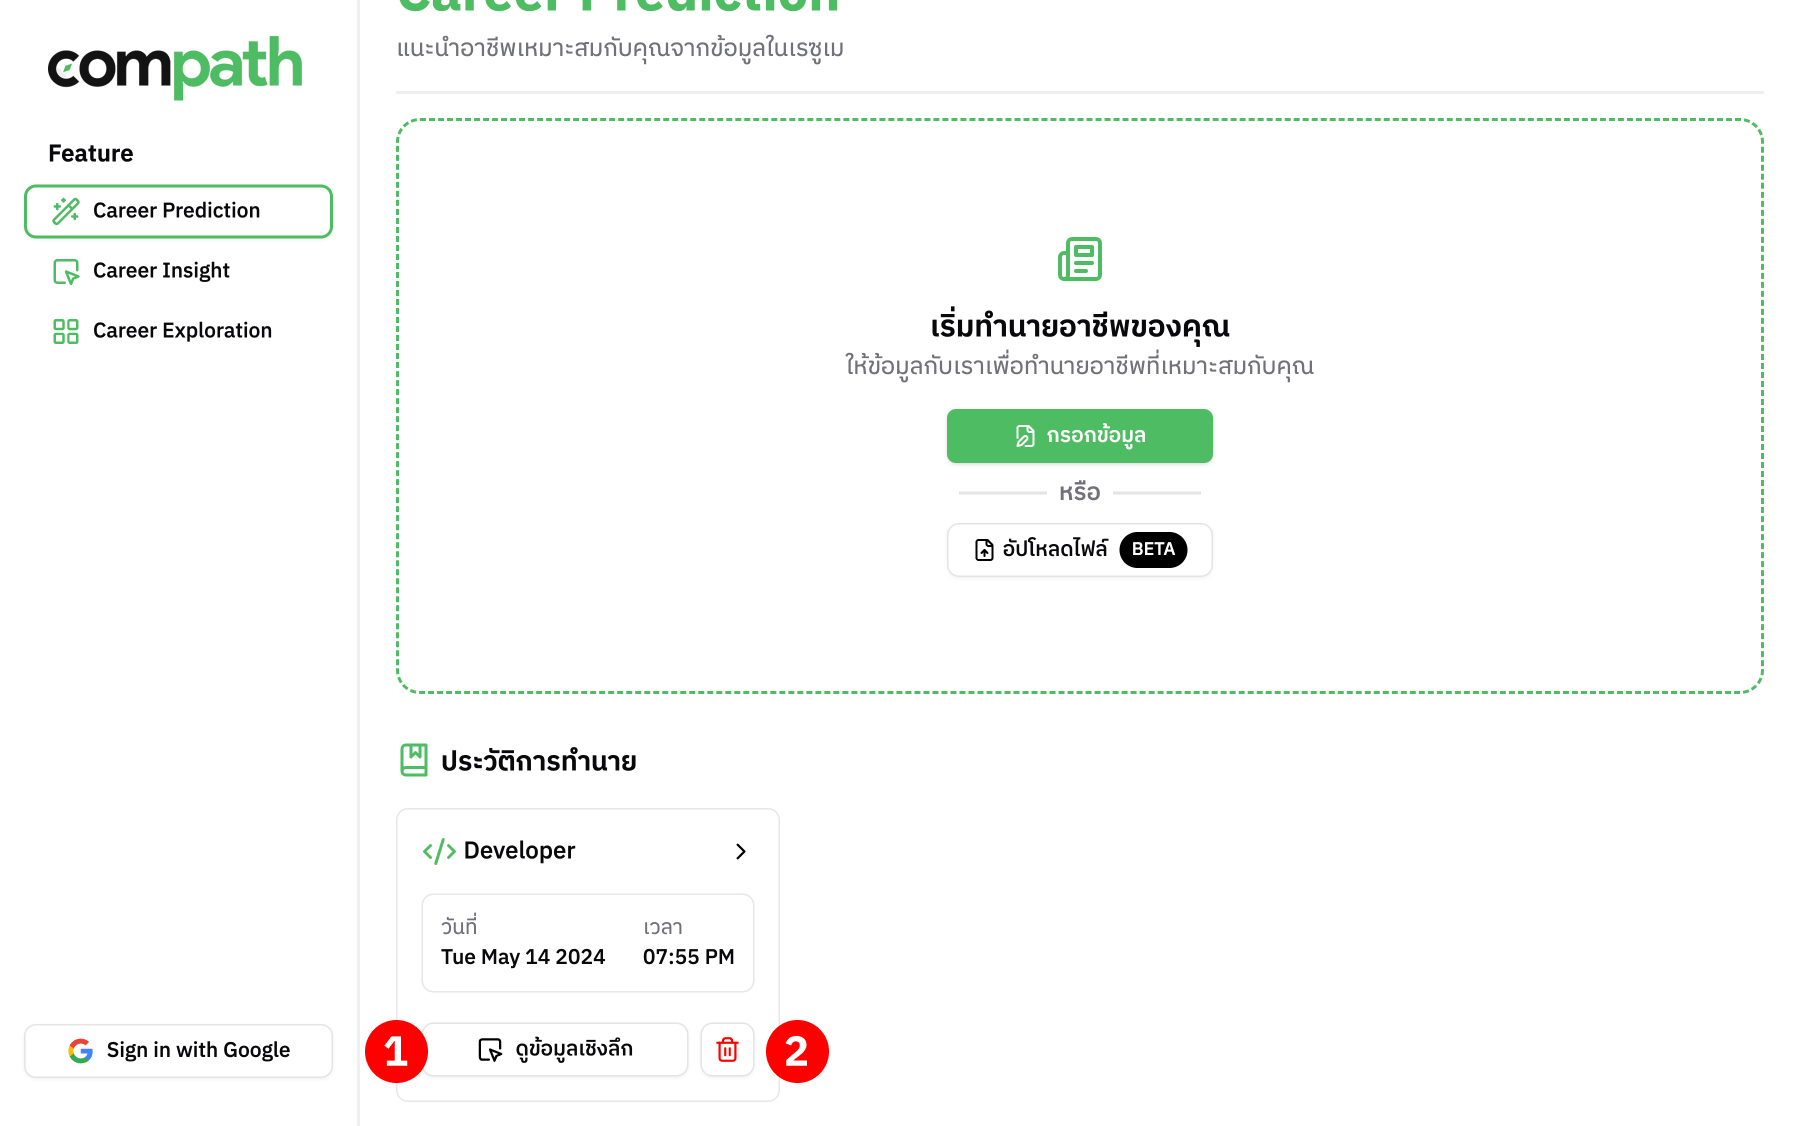 compath
Feature
Career Prediction
Career Insight
Career Exploration
Sign in with Google
Career Prediction
แนะนำอาชีพเหมาะสมกับคุณจากข้อมูลในเรซูเม
เริ่มทำนายอาชีพของคุณ
ให้ข้อมูลกับเราเพื่อทำนายอาชีพที่เหมาะสมกับคุณ
กรอกข้อมูล
หรือ
อัปโหลดไฟล์ BETA
ประวัติการทำนาย
</> Developer
วันที่ เวลา
Tue May 14 2024 07:55 PM
1 ดูข้อมูลเชิงลึก 2